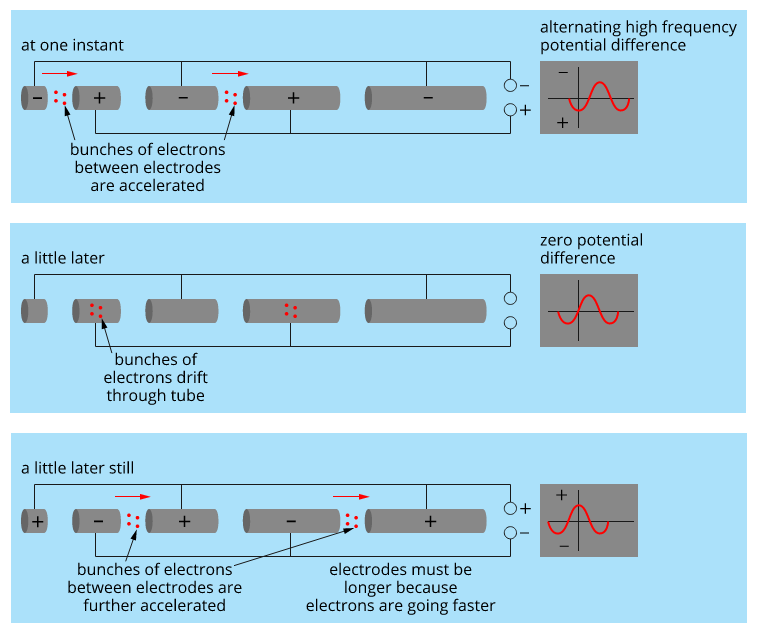 alternating high frequency
potential difference
at one instant
−
+
−
+
−
−
+
−
+
bunches of electrons
between electrodes
are accelerated
zero potential
difference
a little later
bunches of
electrons drift
through tube
a little later still
+
−
+
−
+
+
−
+
−
bunches of electrons
between electrodes are
further accelerated
electrodes must be
longer because
electrons are going faster